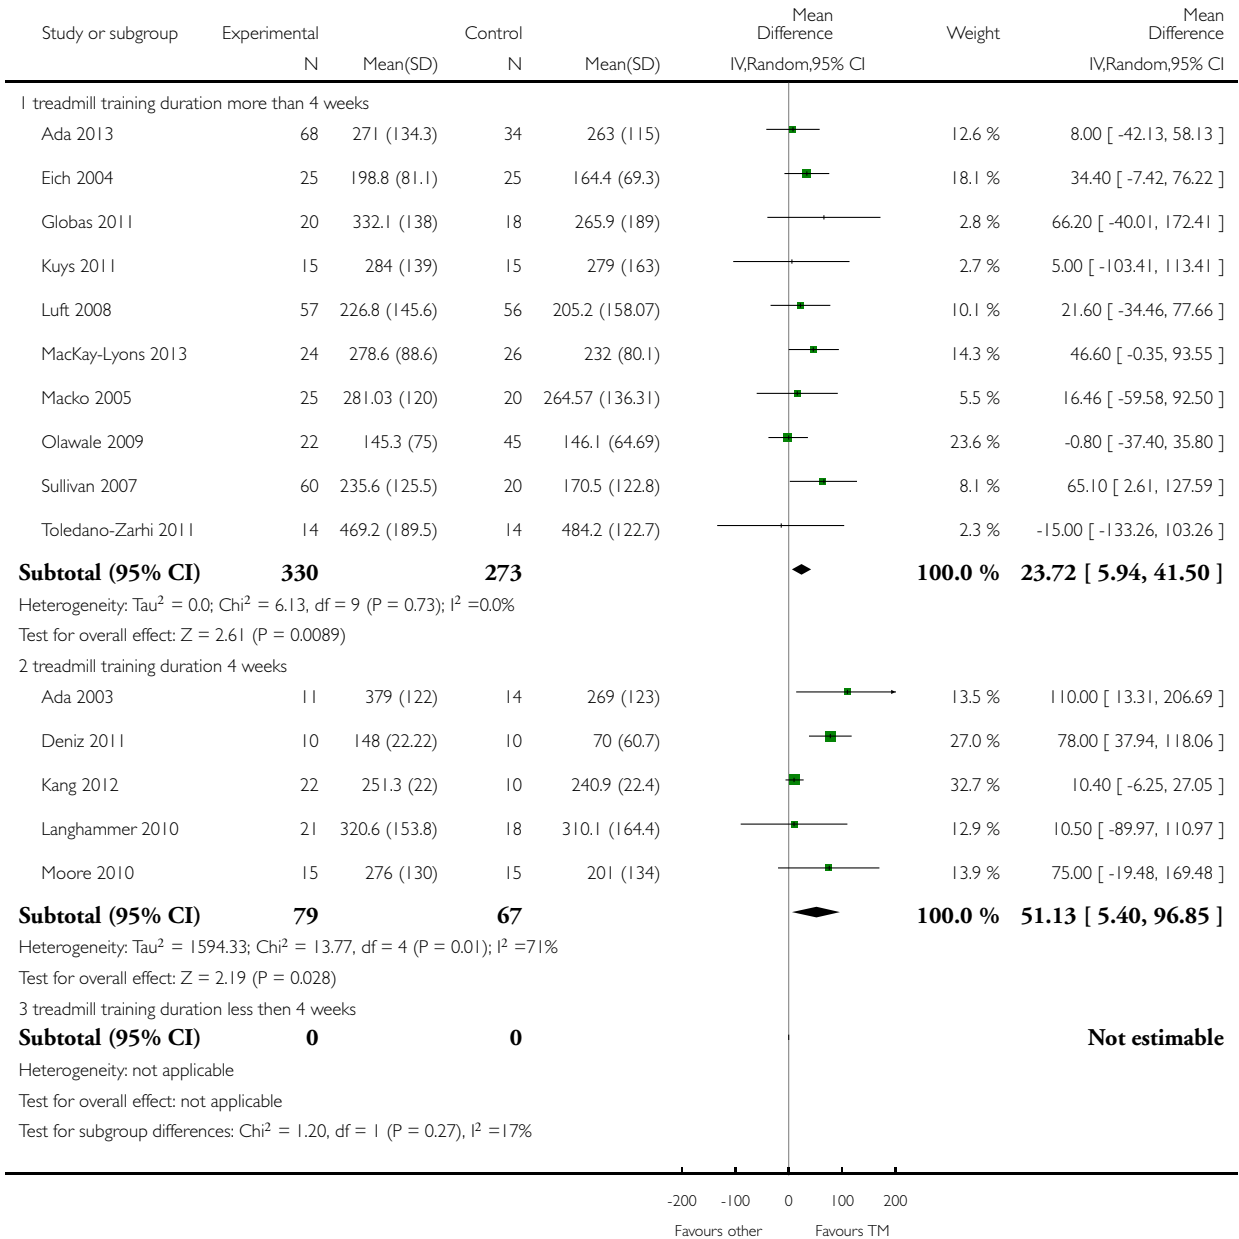 Study or subgroup Experimental Control Mean Difference Weight Mean Difference
N Mean(SD) N Mean(SD) IV,Random,95% CI IV,Random,95% CI
1 treadmill training duration more than 4 weeks
Ada 2013 68 271 (134.3) 34 263 (115) 12.6 % 8.00 [ -42.13, 58.13 ]
Eich 2004 25 198.8 (81.1) 25 164.4 (69.3) 18.1 % 34.40 [ -7.42, 76.22 ]
Globas 2011 20 332.1 (138) 18 265.9 (189) 2.8 % 66.20 [ -40.01, 172.41 ]
Kuys 2011 15 284 (139) 15 279 (163) 2.7 % 5.00 [ -103.41, 113.41 ]
Luft 2008 57 226.8 (145.6) 56 205.2 (158.07) 10.1 % 21.60 [ -34.46, 77.66 ]
MacKay-Lyons 2013 24 278.6 (88.6) 26 232 (80.1) 14.3 % 46.60 [ -0.35, 93.55 ]
Macko 2005 25 281.03 (120) 20 264.57 (136.31) 5.5 % 16.46 [ -59.58, 92.50 ]
Olawale 2009 22 145.3 (75) 45 146.1 (64.69) 23.6 % -0.80 [ -37.40, 35.80 ]
Sullivan 2007 60 235.6 (125.5) 20 170.5 (122.8) 8.1 % 65.10 [ 2.61, 127.59 ]
Toledano-Zarhi 2011 14 469.2 (189.5) 14 484.2 (122.7) 2.3 % -15.00 [ -133.26, 103.26 ]
Subtotal (95% CI) 330 273 100.0 % 23.72 [ 5.94, 41.50 ]
Heterogeneity: Tau² = 0.0; Chi² = 6.13, df = 9 (P = 0.73); I² =0.0%
Test for overall effect: Z = 2.61 (P = 0.0089)
2 treadmill training duration 4 weeks
Ada 2003 11 379 (122) 14 269 (123) 13.5 % 110.00 [ 13.31, 206.69 ]
Deniz 2011 10 148 (22.22) 10 70 (60.7) 27.0 % 78.00 [ 37.94, 118.06 ]
Kang 2012 22 251.3 (22) 10 240.9 (22.4) 32.7 % 10.40 [ -6.25, 27.05 ]
Langhammer 2010 21 320.6 (153.8) 18 310.1 (164.4) 12.9 % 10.50 [ -89.97, 110.97 ]
Moore 2010 15 276 (130) 15 201 (134) 13.9 % 75.00 [ -19.48, 169.48 ]
Subtotal (95% CI) 79 67 100.0 % 51.13 [ 5.40, 96.85 ]
Heterogeneity: Tau² = 1594.33; Chi² = 13.77, df = 4 (P = 0.01); I² =71%
Test for overall effect: Z = 2.19 (P = 0.028)
3 treadmill training duration less then 4 weeks
Subtotal (95% CI) 0 0 Not estimable
Heterogeneity: not applicable
Test for overall effect: not applicable
Test for subgroup differences: Chi² = 1.20, df = 1 (P = 0.27), I² =17%
-200 -100 0 100 200
Favours other Favours TM